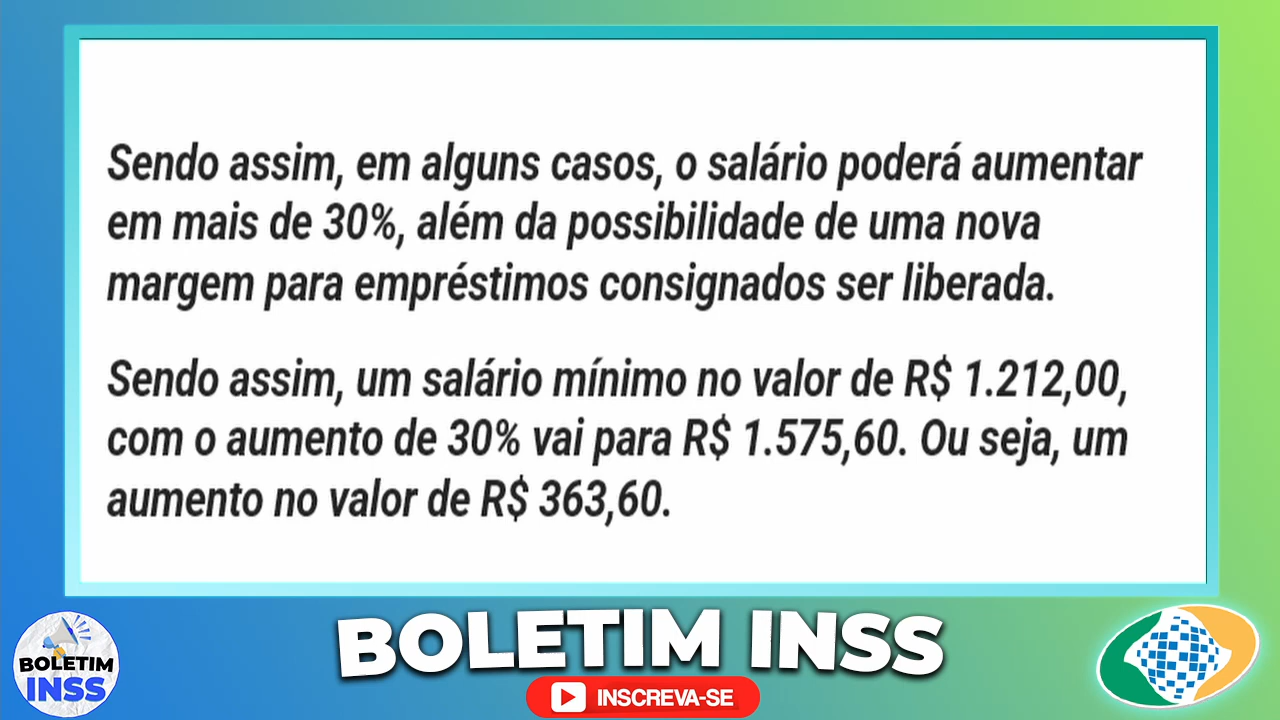 Sendo assim, em alguns casos, o salário poderá aumentar
em mais de 30%, além da possibilidade de uma nova
margem para empréstimos consignados ser liberada.
Sendo assim, um salário mínimo no valor de R$ 1.212,00,
com o aumento de 30% vai para R$ 1.575,60. Ou seja, um
aumento no valor de R$ 363,60.
BOLETIM INSS
INSCREVA-SE
BOLETIM
INSS